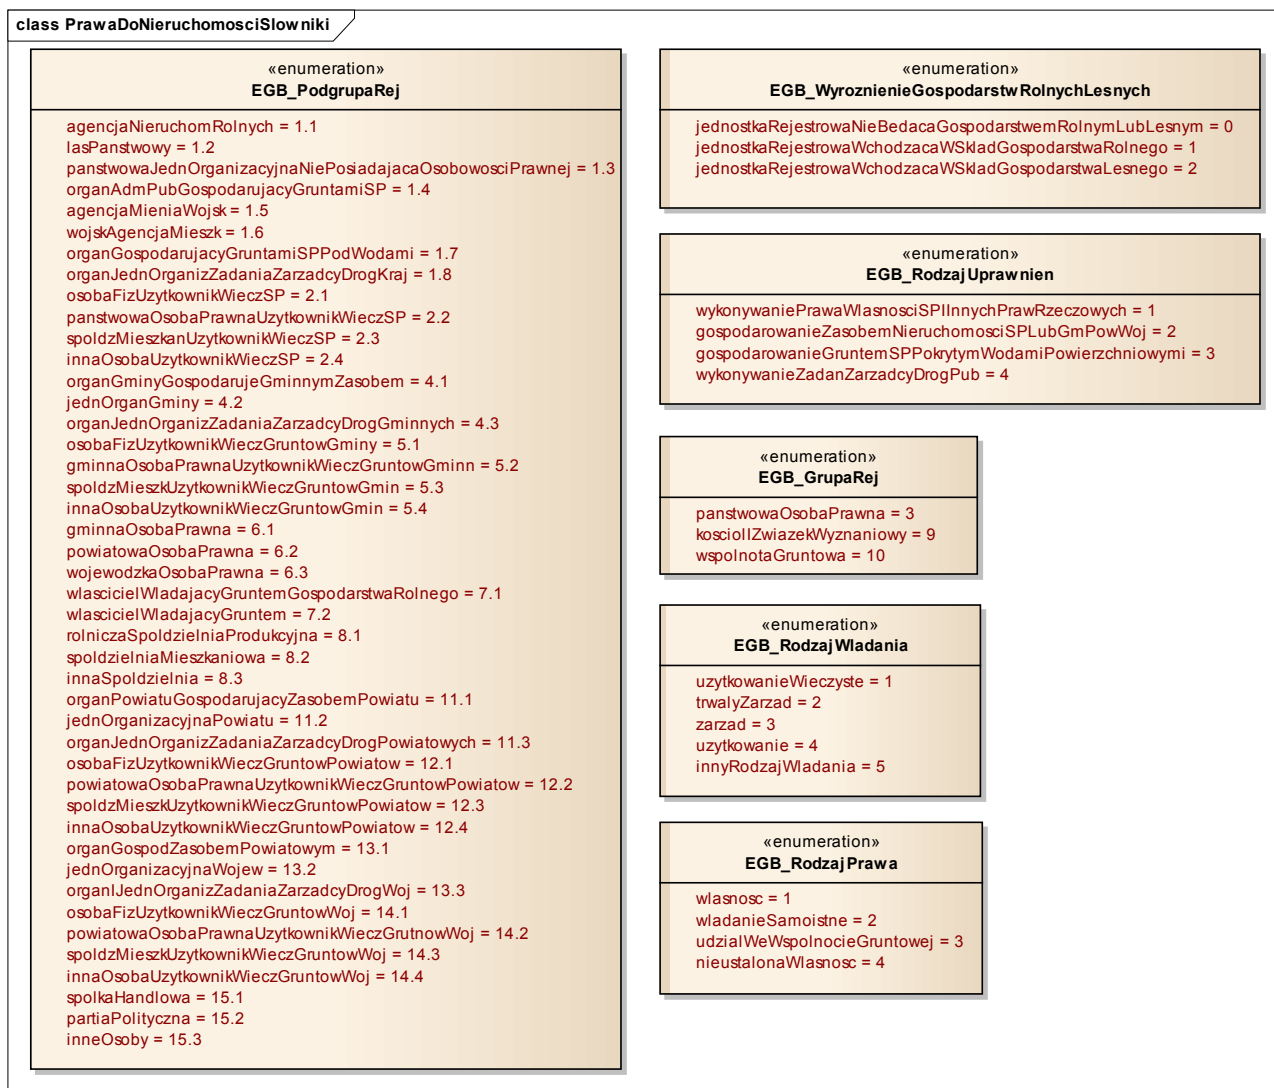 class PrawaDoNieruchomosciSlowniki
«enumeration»
EGB_PodgrupaRej
agencjaNieruchomRolnych = 1.1
lasPanstwowy = 1.2
panstwowaJednOrganizacyjnaNiePosiadajacaOsobowosciPrawnej = 1.3
organAdmPubGospodarujacyGruntamiSP = 1.4
agencjaMieniaWojsk = 1.5
wojskAgencjaMieszk = 1.6
organGospodarujacyGruntamiSPPodWodami = 1.7
organJednOrganizZadaniaZarzadcyDrogKraj = 1.8
osobaFizUzytkownikWieczSP = 2.1
panstwowaOsobaPrawnaUzytkownikWieczSP = 2.2
spoldzMieszkanUzytkownikWieczSP = 2.3
innaOsobaUzytkownikWieczSP = 2.4
organGminyGospodarujeGminnymZasobem = 4.1
jednOrganGminy = 4.2
organJednOrganizZadaniaZarzadcyDrogGminnych = 4.3
osobaFizUzytkownikWieczGruntowGminy = 5.1
gminnaOsobaPrawnaUzytkownikWieczGruntowGminn = 5.2
spoldzMieszkUzytkownikWieczGruntowGmin = 5.3
innaOsobaUzytkownikWieczGruntowGmin = 5.4
gminnaOsobaPrawna = 6.1
powiatowaOsobaPrawna = 6.2
wojewodzkaOsobaPrawna = 6.3
wlascicielWladajacyGruntemGospodarstwaRolnego = 7.1
wlascicielWladajacyGruntem = 7.2
rolniczaSpoldzielniaProdukcyjna = 8.1
spoldzielniaMieszkaniowa = 8.2
innaSpoldzielnia = 8.3
organPowiatuGospodarujacyZasobemPowiatu = 11.1
jednOrganizacyjnaPowiatu = 11.2
organJednOrganizZadaniaZarzadcyDrogPowiatowych = 11.3
osobaFizUzytkownikWieczGruntowPowiatow = 12.1
powiatowaOsobaPrawnaUzytkownikWieczGruntowPowiatow = 12.2
spoldzMieszkUzytkownikWieczGruntowPowiatow = 12.3
innaOsobaUzytkownikWieczGruntowPowiatow = 12.4
organGospodZasobemPowiatowym = 13.1
jednOrganizacyjnaWojew = 13.2
organIJednOrganizZadaniaZarzadcyDrogWoj = 13.3
osobaFizUzytkownikWieczGruntowWoj = 14.1
powiatowaOsobaPrawnaUzytkownikWieczGrutnowWoj = 14.2
spoldzMieszkUzytkownikWieczGruntowWoj = 14.3
innaOsobaUzytkownikWieczGruntowWoj = 14.4
spolkaHandlowa = 15.1
partiaPolityczna = 15.2
inneOsoby = 15.3
«enumeration»
EGB_WyroznienieGospodarstwRolnychLesnych
jednostkaRejestrowaNieBedacaGospodarstwemRolnymLubLesnym = 0
jednostkaRejestrowaWchodzacaWSkladGospodarstwaRolnego = 1
jednostkaRejestrowaWchodzacaWSkladGospodarstwaLesnego = 2
«enumeration»
EGB_RodzajUprawnien
wykonywaniePrawaWlasnosciSPIInnychPrawRzeczowych = 1
gospodarowanieZasobemNieruchomosciSPLubGmPowWoj = 2
gospodarowanieGruntemSPPokrytymWodamiPowierzchniowymi = 3
wykonywanieZadanZarzadcyDrogPub = 4
«enumeration»
EGB_GrupaRej
panstwowaOsobaPrawna = 3
kosciolIZwiazekWyznaniowy = 9
wspolnotaGruntowa = 10
«enumeration»
EGB_RodzajWladania
uzytkowanieWieczyste = 1
trwalyZarzad = 2
zarzad = 3
uzytkowanie = 4
innyRodzajWladania = 5
«enumeration»
EGB_RodzajPrawa
wlasnosc = 1
wladanieSamoistne = 2
udzialWeWspolnocieGruntowej = 3
nieustalonaWlasnosc = 4